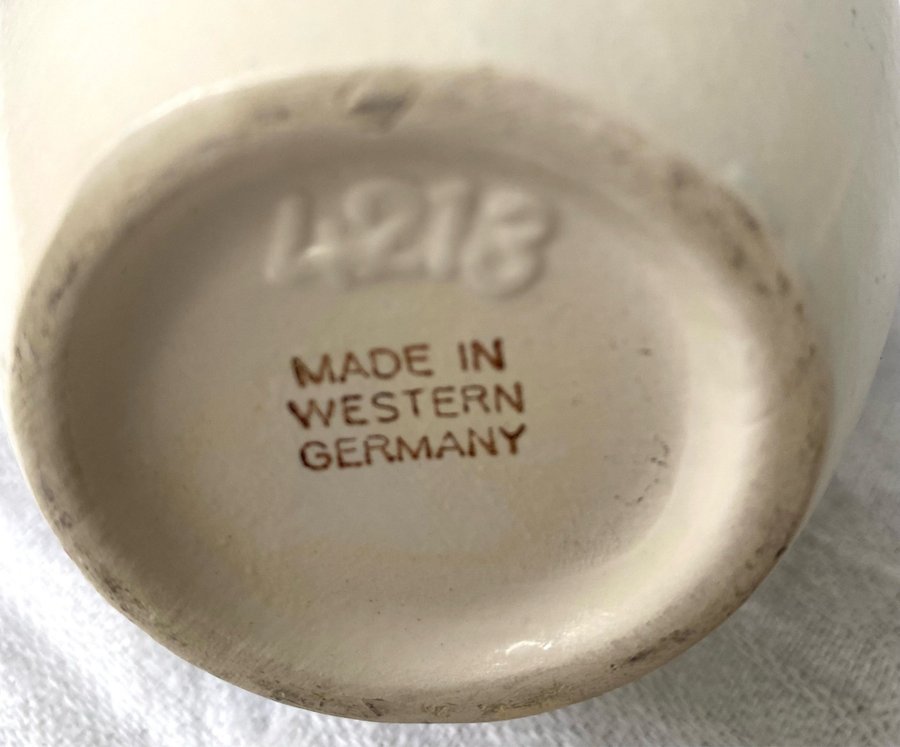 4218
MADE IN
WESTERN
GERMANY